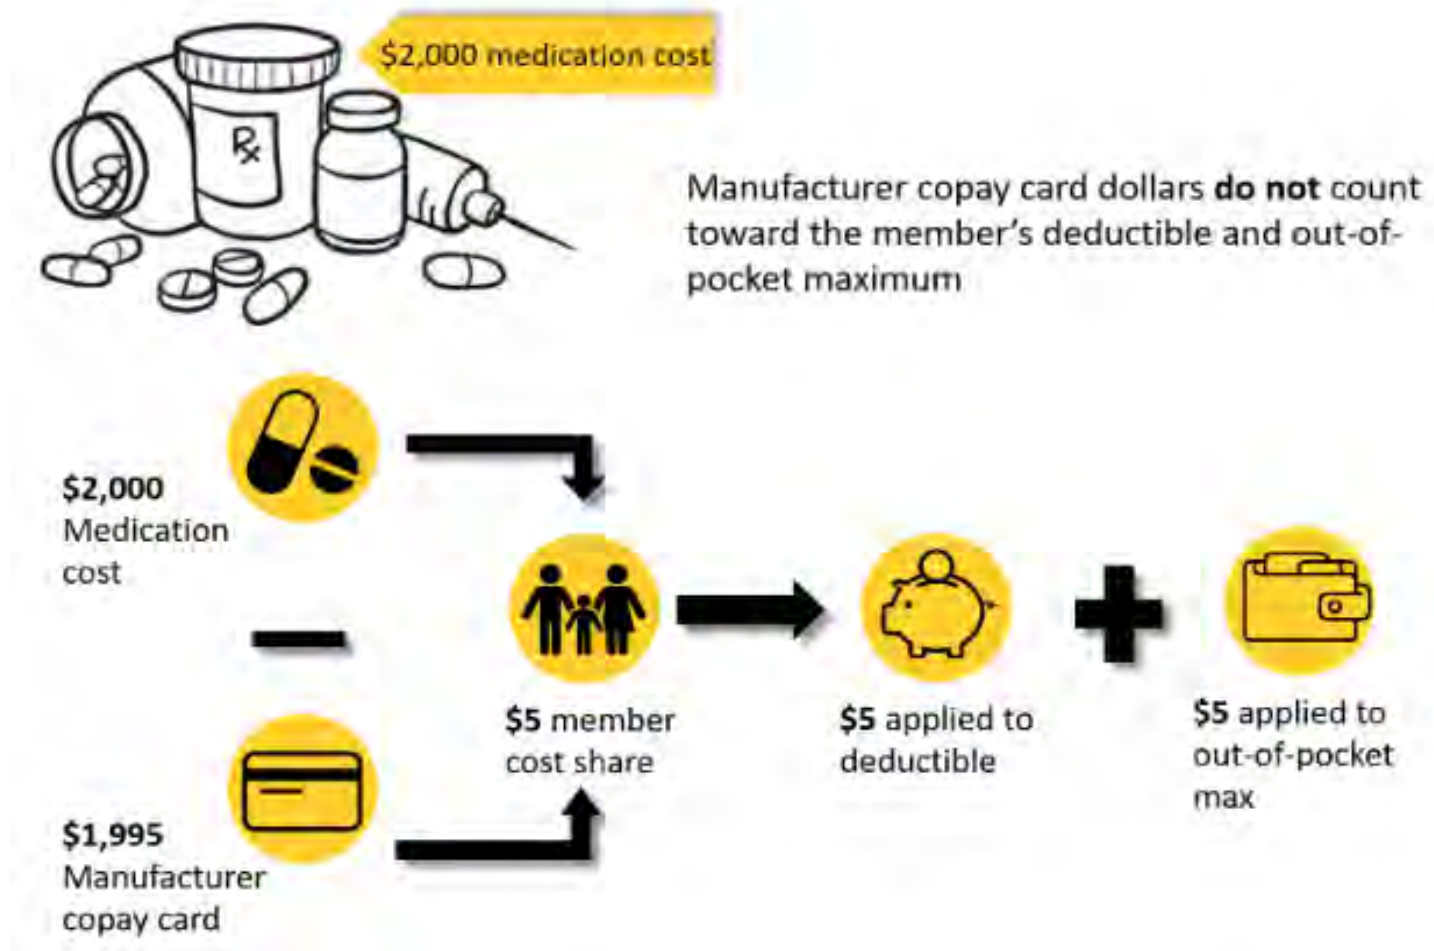 $2,000 medication cost
Rx
Manufacturer copay card dollars do not count
toward the member's deductible and out-of-
pocket maximum
$2,000
Medication
cost
$5 member
cost share
$5 applied to
deductible
$5 applied to
out-of-pocket
max
$1,995
Manufacturer
copay card